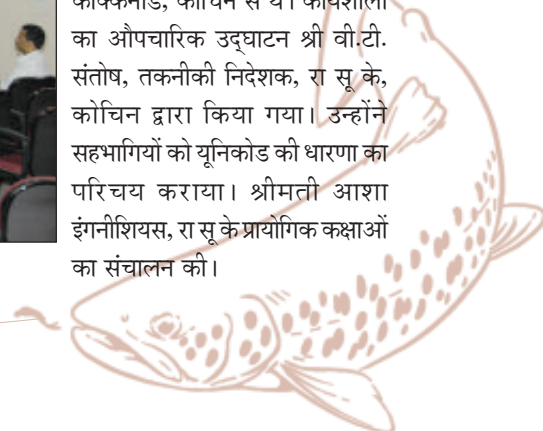 काक्कनाड, कोचिन से थे। कार्यशाला
का औपचारिक उद्घाटन श्री वी.टी.
संतोष, तकनीकी निदेशक, रा सू के,
कोचिन द्वारा किया गया। उन्होंने
सहभागियों को यूनिकोड की धारणा का
परिचय कराया। श्रीमती आशा
इंगनीशियस, रा सू के प्रायोगिक कक्षाओं
का संचालन की।